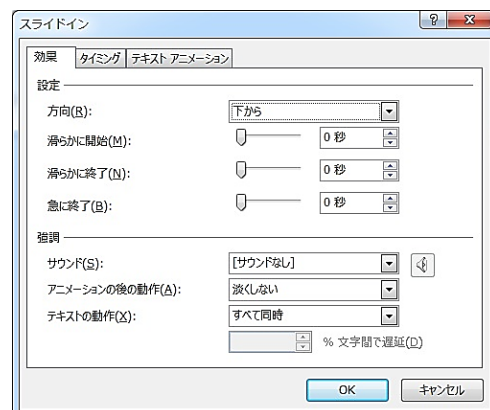 スライドイン
効果 タイミング テキスト アニメーション
設定
方向(R): 下から
滑らかに開始(M): 0 秒
滑らかに終了(N): 0 秒
急に終了(B): 0 秒
強調
サウンド(S): [サウンドなし]
アニメーションの後の動作(A): 淡くしない
テキストの動作(X): すべて同時
% 文字間で遅延(D)
OK キャンセル